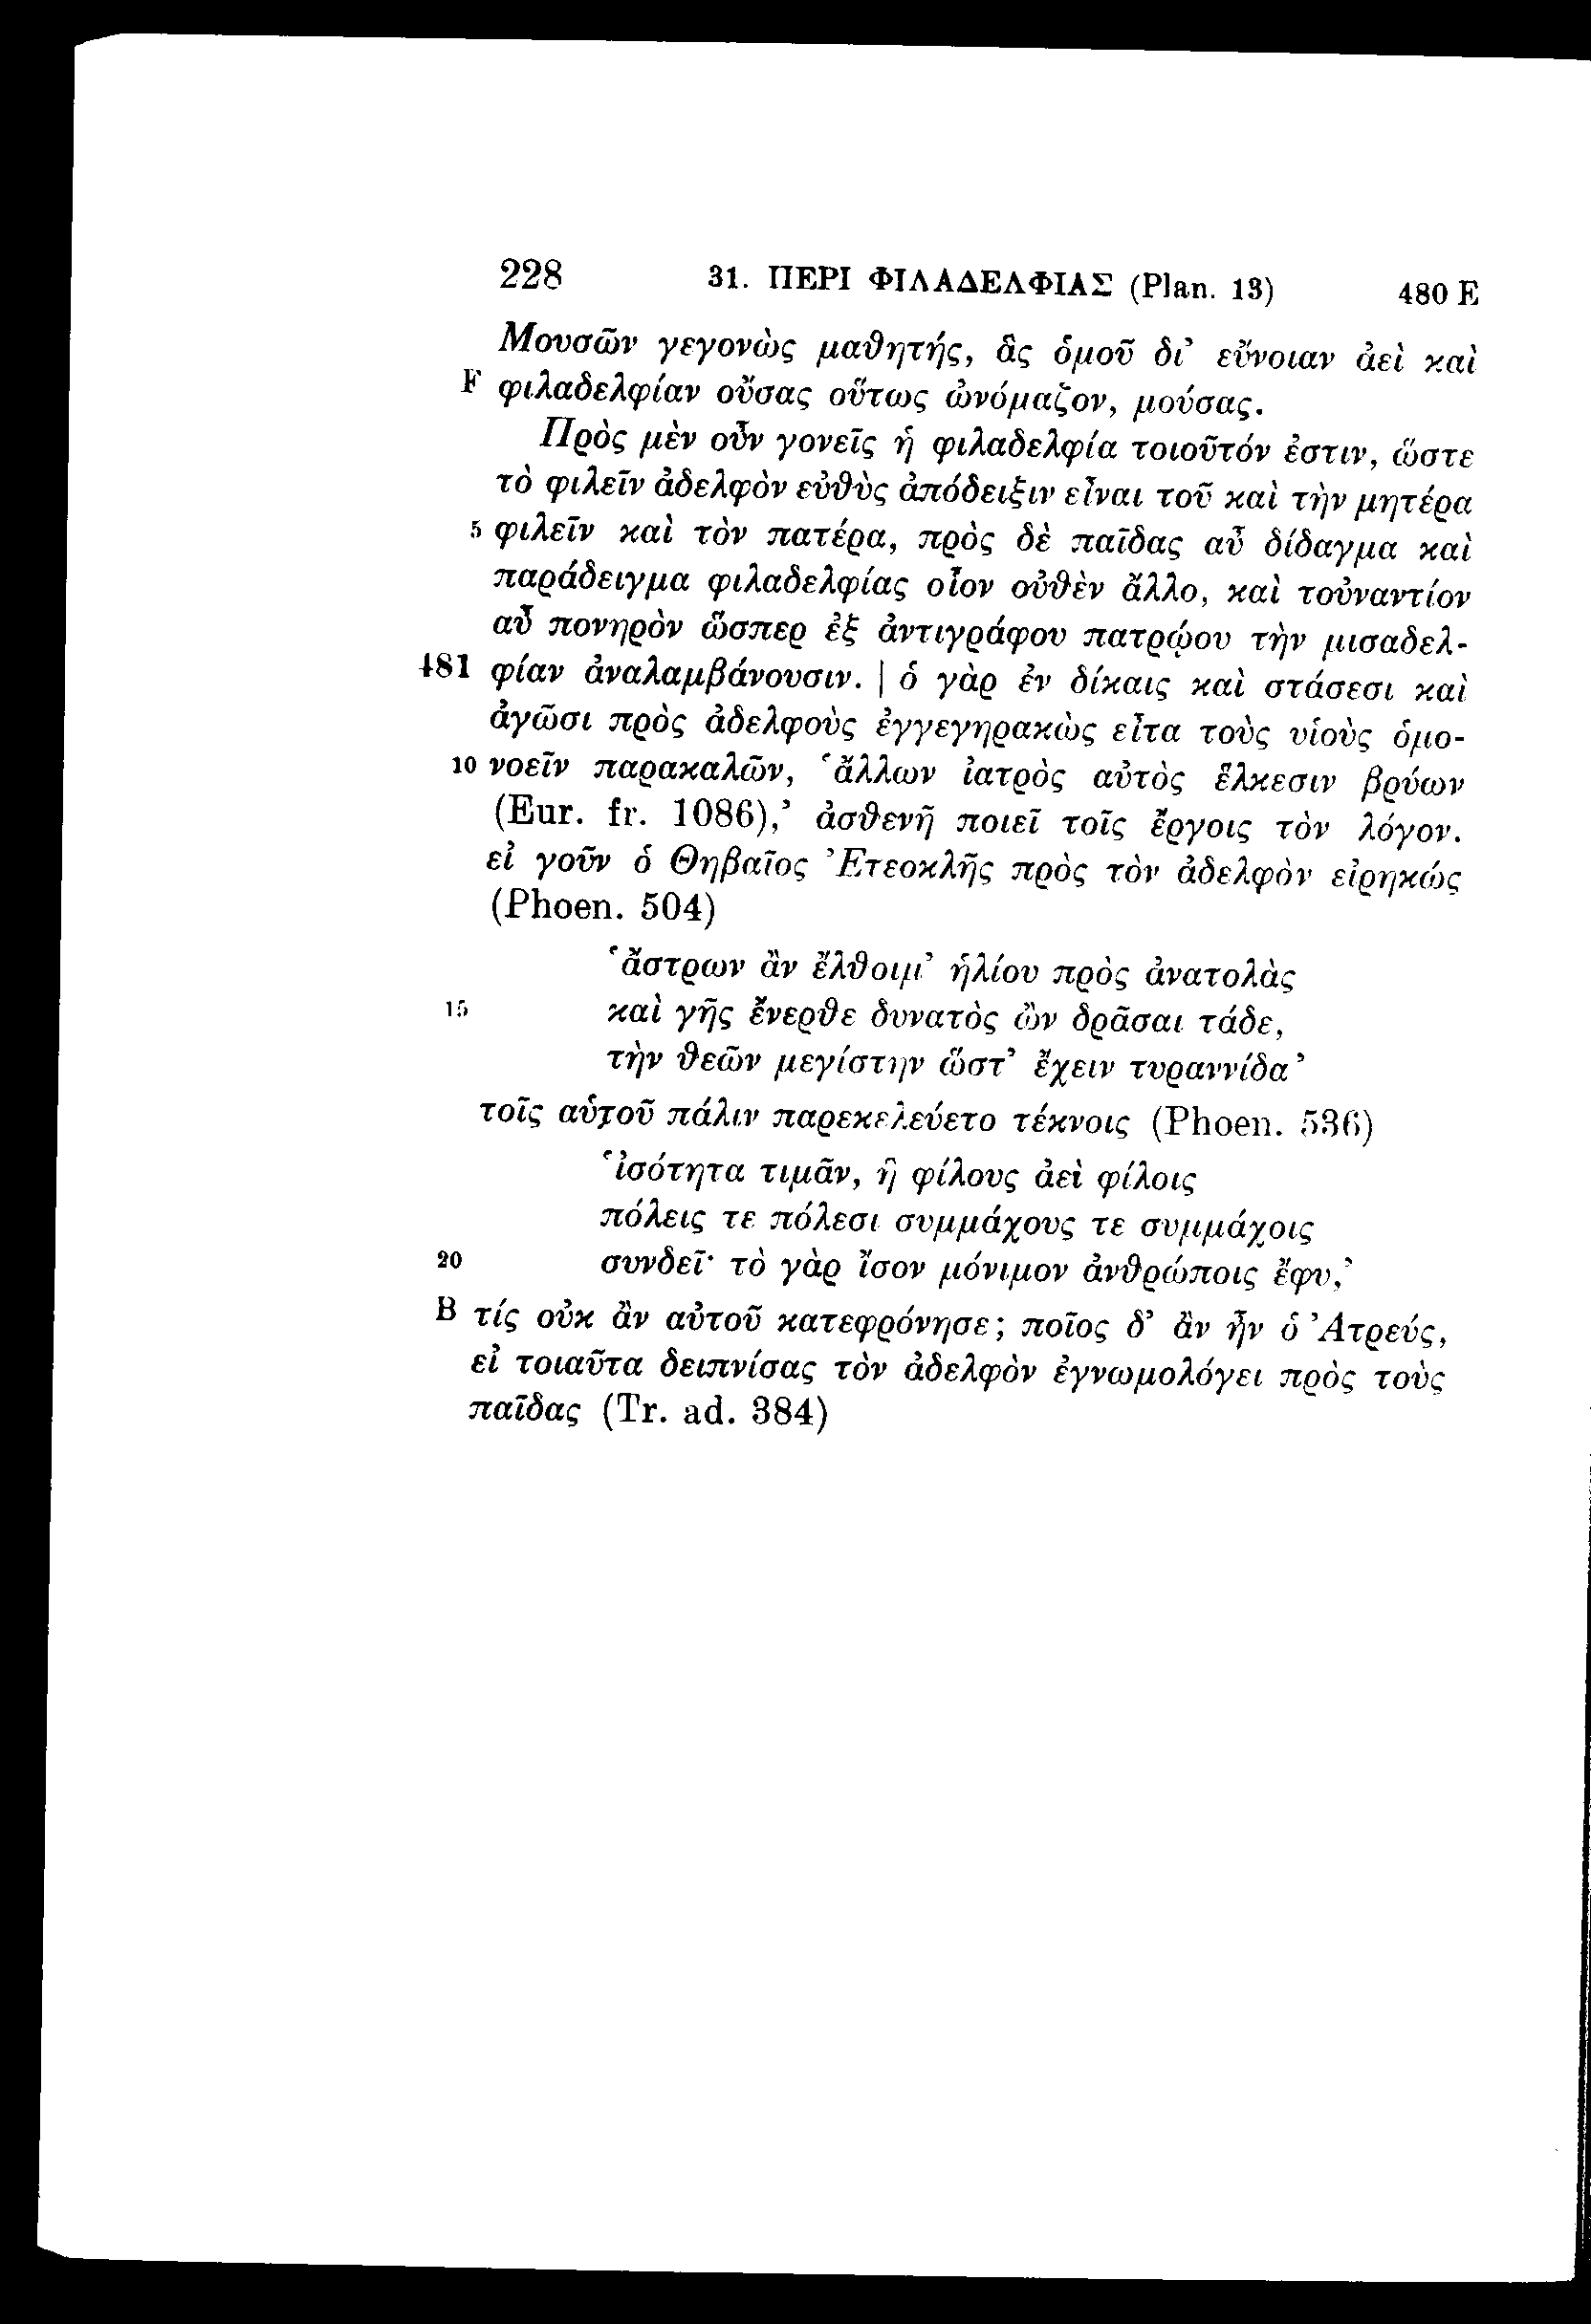 228 31. ΠΕΡΙ ΦΙΛΑΔΕΛΦΙΑΣ (Plan. 13) 480 E
Μουσῶν γεγονὼς μαθητής, ἃς ὁμοῦ δι’ εὔνοιαν ἀεὶ καὶ
F φιλαδελφίαν οὔσας οὕτως ὠνόμαζον, μούσας.
Πρὸς μὲν οὖν γονεῖς ἡ φιλαδελφία τοιοῦτόν ἐστιν, ὥστε
τὸ φιλεῖν ἀδελφὸν εὐθὺς ἀπόδειξιν εἶναι τοῦ καὶ τὴν μητέρα
5 φιλεῖν καὶ τὸν πατέρα, πρὸς δὲ παῖδας αὖ δίδαγμα καὶ
παράδειγμα φιλαδελφίας οἷον οὐθὲν ἄλλο, καὶ τοὐναντίον
αὖ πονηρὸν ὥσπερ ἐξ ἀντιγράφου πατρῴου τὴν μισαδελ-
481 φίαν ἀναλαμβάνουσιν. | ὁ γὰρ ἐν δίκαις καὶ στάσεσι καὶ
ἀγῶσι πρὸς ἀδελφοὺς ἐγγεγηρακὼς εἶτα τοὺς υἱοὺς ὁμο-
10 νοεῖν παρακαλῶν, ‘ἄλλων ἰατρὸς αὐτὸς ἕλκεσιν βρύων
(Eur. fr. 1086),’ ἀσθενῆ ποιεῖ τοῖς ἔργοις τὸν λόγον.
εἰ γοῦν ὁ Θηβαῖος Ἐτεοκλῆς πρὸς τὸν ἀδελφὸν εἰρηκώς
(Phoen. 504)
‘ἄστρων ἂν ἔλθοιμ’ ἡλίου πρὸς ἀνατολὰς
15 καὶ γῆς ἔνερθε δυνατὸς ὢν δρᾶσαι τάδε,
τὴν θεῶν μεγίστην ὥστ’ ἔχειν τυραννίδα’
τοῖς αὑτοῦ πάλιν παρεκελεύετο τέκνοις (Phoen. 536)
‘ἰσότητα τιμᾶν, ἣ φίλους ἀεὶ φίλοις
πόλεις τε πόλεσι συμμάχους τε συμμάχοις
20 συνδεῖ· τὸ γὰρ ἴσον μόνιμον ἀνθρώποις ἔφυ,’
B τίς οὐκ ἂν αὐτοῦ κατεφρόνησε; ποῖος δ’ ἂν ἦν ὁ Ἀτρεύς,
εἰ τοιαῦτα δειπνίσας τὸν ἀδελφὸν ἐγνωμολόγει πρὸς τοὺς
παῖδας (Tr. ad. 384)